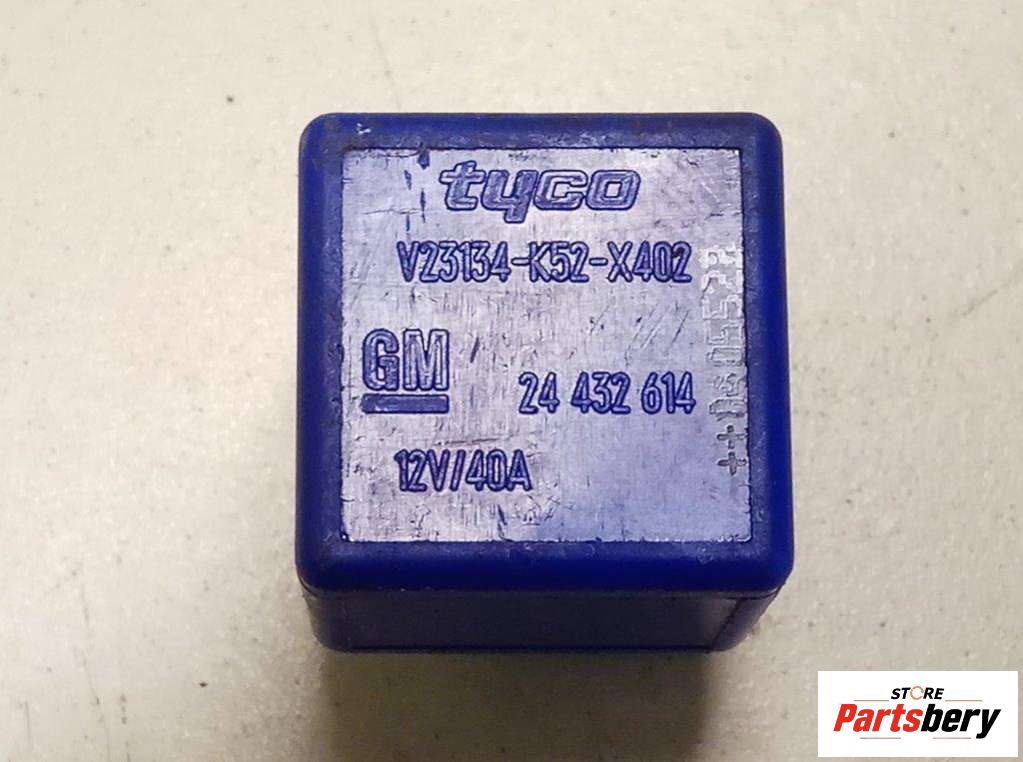 tyco
V23134-K52-X402
GM
24 432 614
12V/40A
STORE
Partsbery